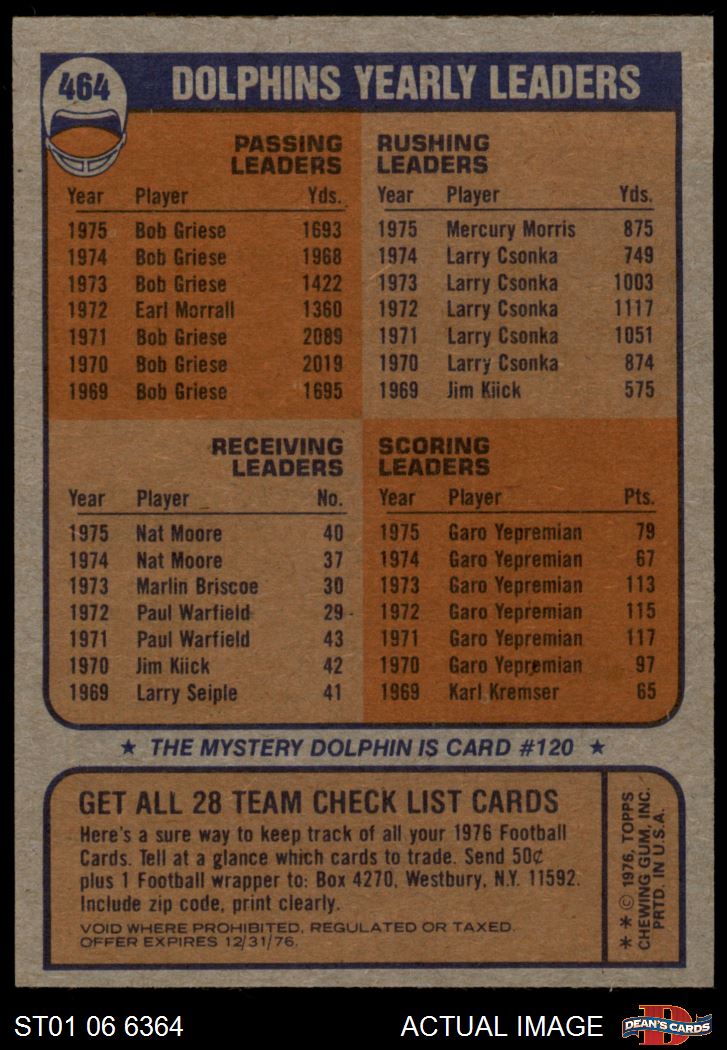 464
DOLPHINS YEARLY LEADERS
PASSING
LEADERS
Year Player Yds.
1975 Bob Griese 1693
1974 Bob Griese 1968
1973 Bob Griese 1422
1972 Earl Morrall 1360
1971 Bob Griese 2089
1970 Bob Griese 2019
1969 Bob Griese 1695
RUSHING
LEADERS
Year Player Yds.
1975 Mercury Morris 875
1974 Larry Csonka 749
1973 Larry Csonka 1003
1972 Larry Csonka 1117
1971 Larry Csonka 1051
1970 Larry Csonka 874
1969 Jim Kiick 575
RECEIVING
LEADERS
Year Player No.
1975 Nat Moore 40
1974 Nat Moore 37
1973 Marlin Briscoe 30
1972 Paul Warfield 29
1971 Paul Warfield 43
1970 Jim Kiick 42
1969 Larry Seiple 41
SCORING
LEADERS
Year Player Pts.
1975 Garo Yepremian 79
1974 Garo Yepremian 67
1973 Garo Yepremian 113
1972 Garo Yepremian 115
1971 Garo Yepremian 117
1970 Garo Yepremian 97
1969 Karl Kremser 65
★ THE MYSTERY DOLPHIN IS CARD #120 ★
GET ALL 28 TEAM CHECK LIST CARDS
Here's a sure way to keep track of all your 1976 Football
Cards. Tell at a glance which cards to trade. Send 50¢
plus 1 Football wrapper to: Box 4270, Westbury, N.Y. 11592.
Include zip code, print clearly.
VOID WHERE PROHIBITED, REGULATED OR TAXED.
OFFER EXPIRES 12/31/76.
** © 1976, TOPPS
CHEWING GUM, INC.
PRTD. IN U.S.A.
ST01 06 6364
ACTUAL IMAGE
D
DEAN'S CARDS